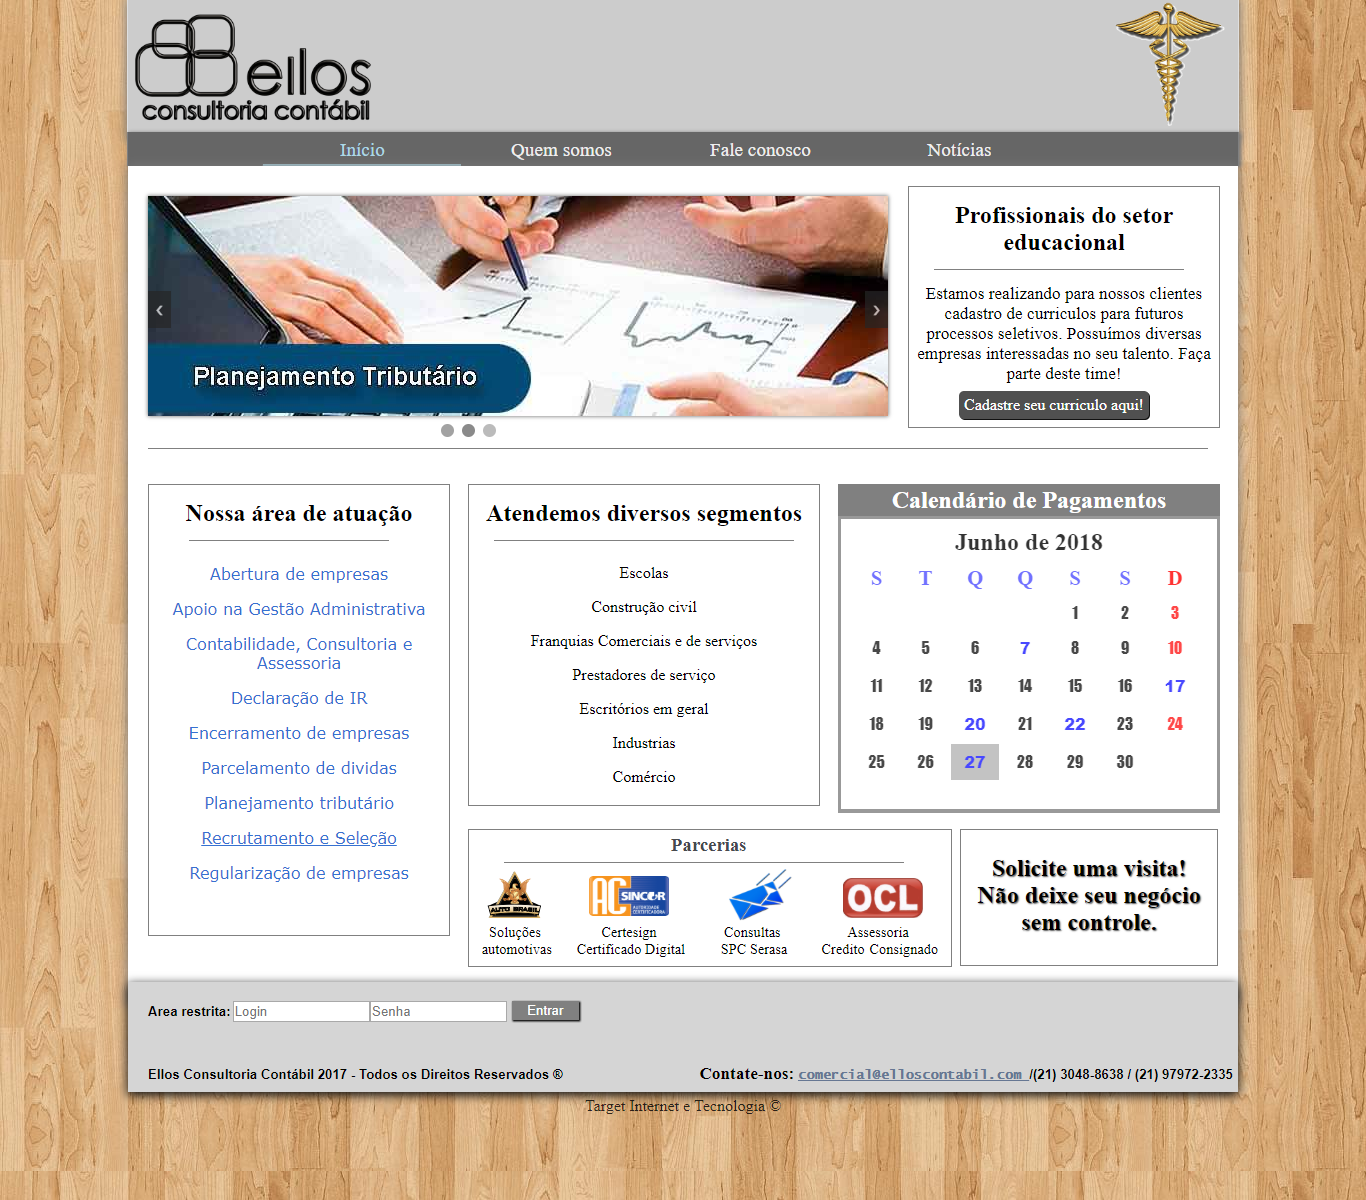 ellos
consultoria contábil
Início Quem somos Fale conosco Notícias
Planejamento Tributário
Profissionais do setor
educacional
Estamos realizando para nossos clientes
cadastro de curriculos para futuros
processos seletivos. Possuímos diversas
empresas interessadas no seu talento. Faça
parte deste time!
Cadastre seu curriculo aqui!
Nossa área de atuação
Abertura de empresas
Apoio na Gestão Administrativa
Contabilidade, Consultoria e
Assessoria
Declaração de IR
Encerramento de empresas
Parcelamento de dividas
Planejamento tributário
Recrutamento e Seleção
Regularização de empresas
Atendemos diversos segmentos
Escolas
Construção civil
Franquias Comerciais e de serviços
Prestadores de serviço
Escritórios em geral
Industrias
Comércio
Calendário de Pagamentos
Junho de 2018
S T Q Q S S D
1 2 3
4 5 6 7 8 9 10
11 12 13 14 15 16 17
18 19 20 21 22 23 24
25 26 27 28 29 30
Parcerias
AUTO BRASIL
Soluções
automotivas
AC SINCOR
AUTORIDADE
CERTIFICADORA
Certesign
Certificado Digital
Consultas
SPC Serasa
OCL
Assessoria
Credito Consignado
Solicite uma visita!
Não deixe seu negócio
sem controle.
Area restrita: Login Senha Entrar
Ellos Consultoria Contábil 2017 - Todos os Direitos Reservados ®
Contate-nos: comercial@elloscontabil.com /(21) 3048-8638 / (21) 97972-2335
Target Internet e Tecnologia ©